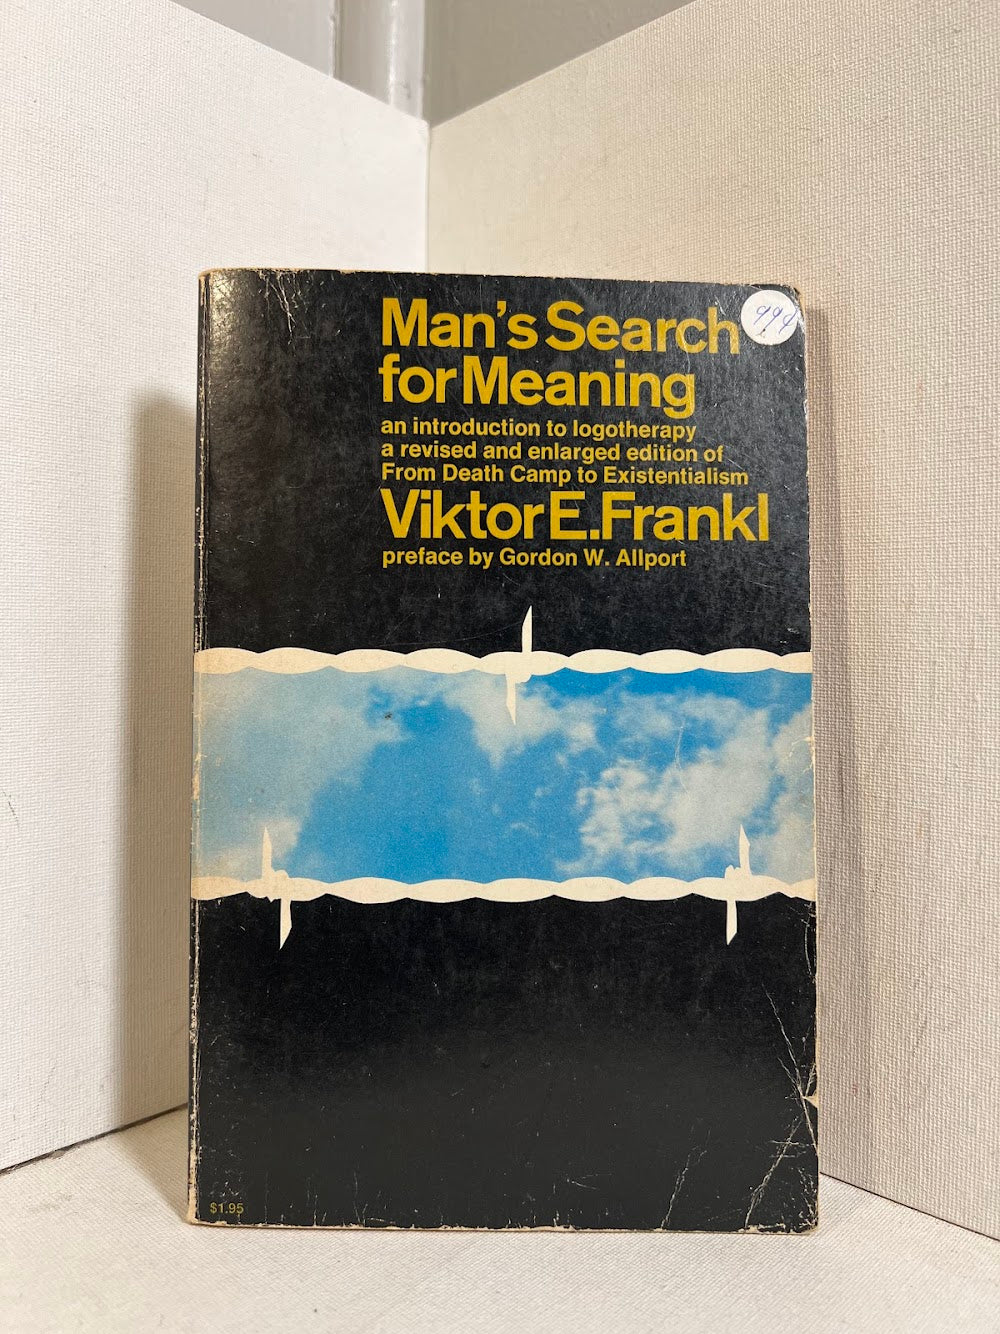 Man's Search
for Meaning
an introduction to logotherapy
a revised and enlarged edition of
From Death Camp to Existentialism
Viktor E. Frankl
preface by Gordon W. Allport
99¢
$1.95